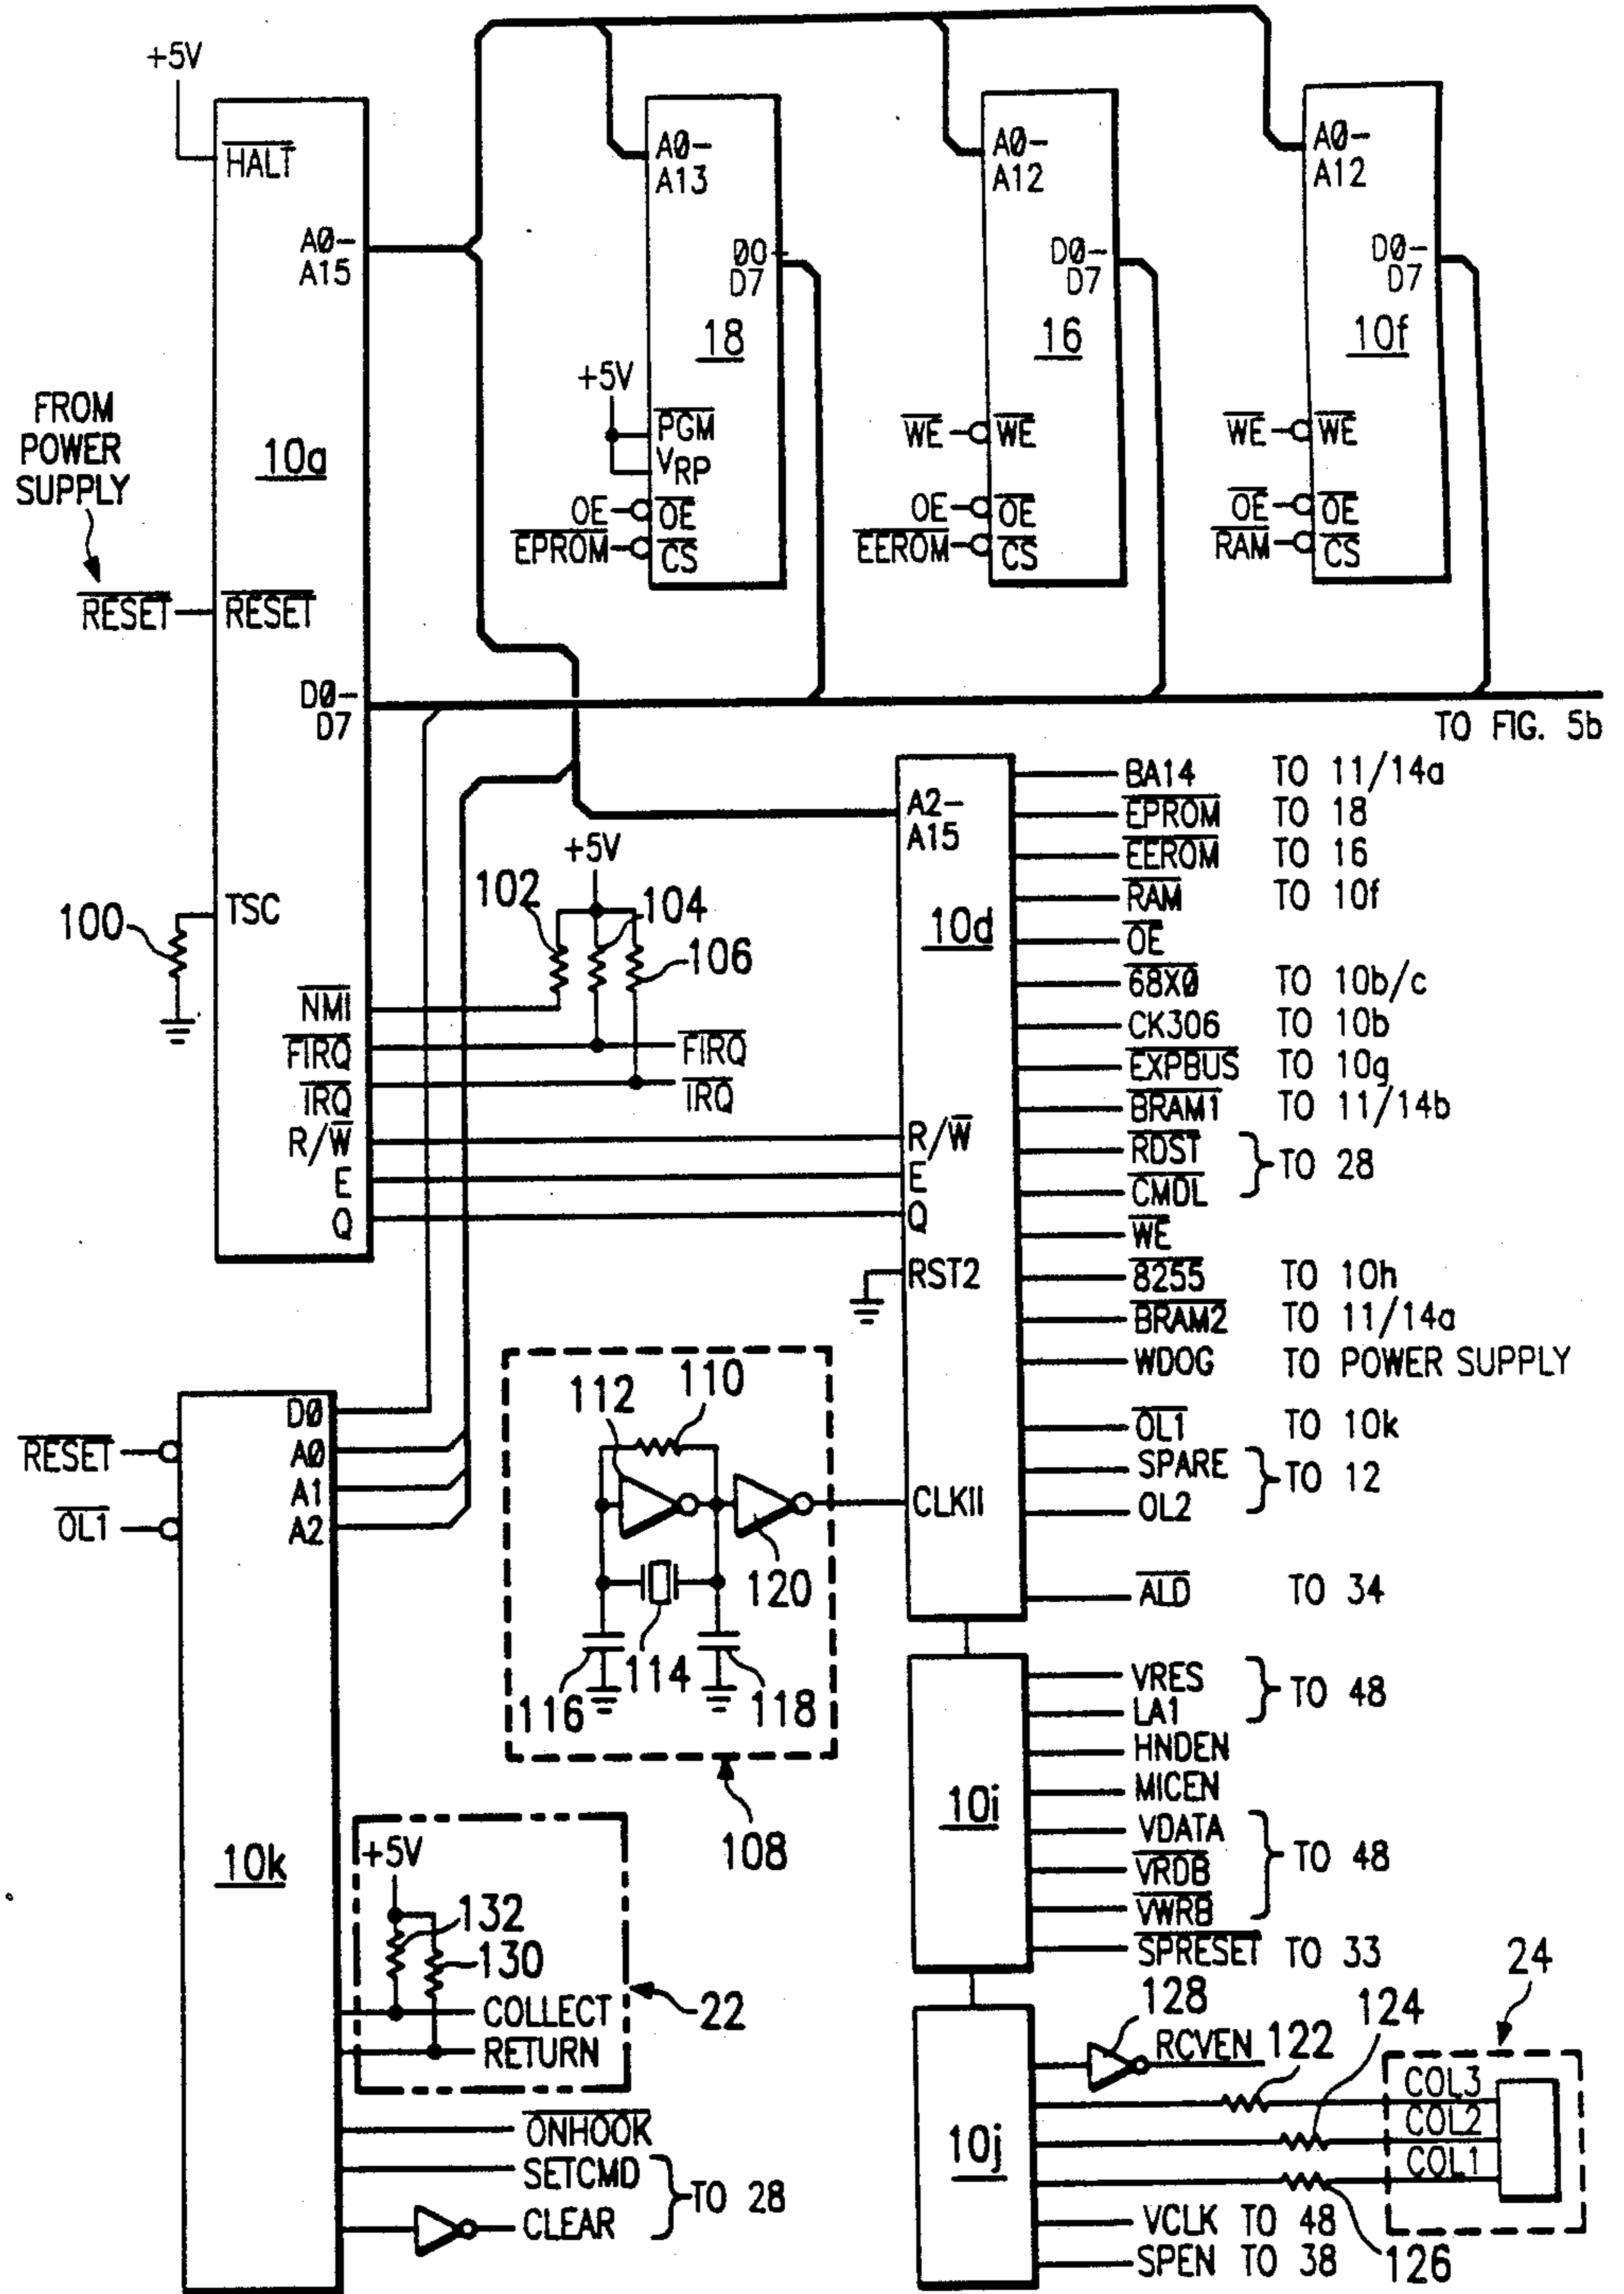 +5V
HALT
A0-
A15
FROM
POWER
SUPPLY
10a
RESET
RESET
D0-
D7
TSC
100
NMI
FIRQ
IRQ
R/W
E
Q
A0-
A13
D0-
D7
18
+5V
PGM
VRP
OE
OE
EPROM
CS
A0-
A12
D0-
D7
16
WE
WE
OE
OE
EEROM
CS
A0-
A12
D0-
D7
10f
WE
WE
OE
OE
RAM
CS
TO FIG. 5b
+5V
102
104
106
FIRQ
IRQ
A2-
A15
10d
R/W
E
Q
RST2
CLKII
BA14 TO 11/14a
EPROM TO 18
EEROM TO 16
RAM TO 10f
OE
68X0 TO 10b/c
CK306 TO 10b
EXPBUS TO 10g
BRAM1 TO 11/14b
RDST
CMDL
TO 28
WE
8255 TO 10h
BRAM2 TO 11/14a
WDOG TO POWER SUPPLY
OL1 TO 10k
SPARE
OL2
TO 12
ALD TO 34
110
112
120
114
116
118
108
RESET
OL1
D0
A0
A1
A2
10k
+5V
132
130
COLLECT
RETURN
22
ONHOOK
SETCMD
CLEAR
TO 28
10i
VRES
LA1
TO 48
HNDEN
MICEN
VDATA
VRDB
VWRB
TO 48
SPRESET TO 33
10j
128
RCVEN
122
124
24
COL3
COL2
COL1
VCLK TO 48
SPEN TO 38
126